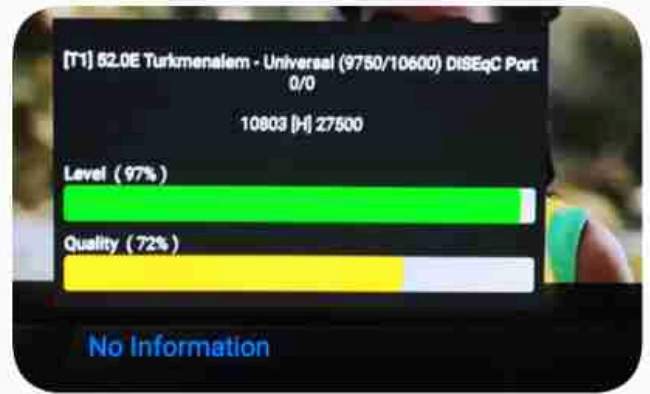 [T1] 52.0E Turkmenalem - Universal (9750/10600) DISEqC Port
0/0
10803 [H] 27500
Level ( 97% )
Quality ( 72% )
No Information